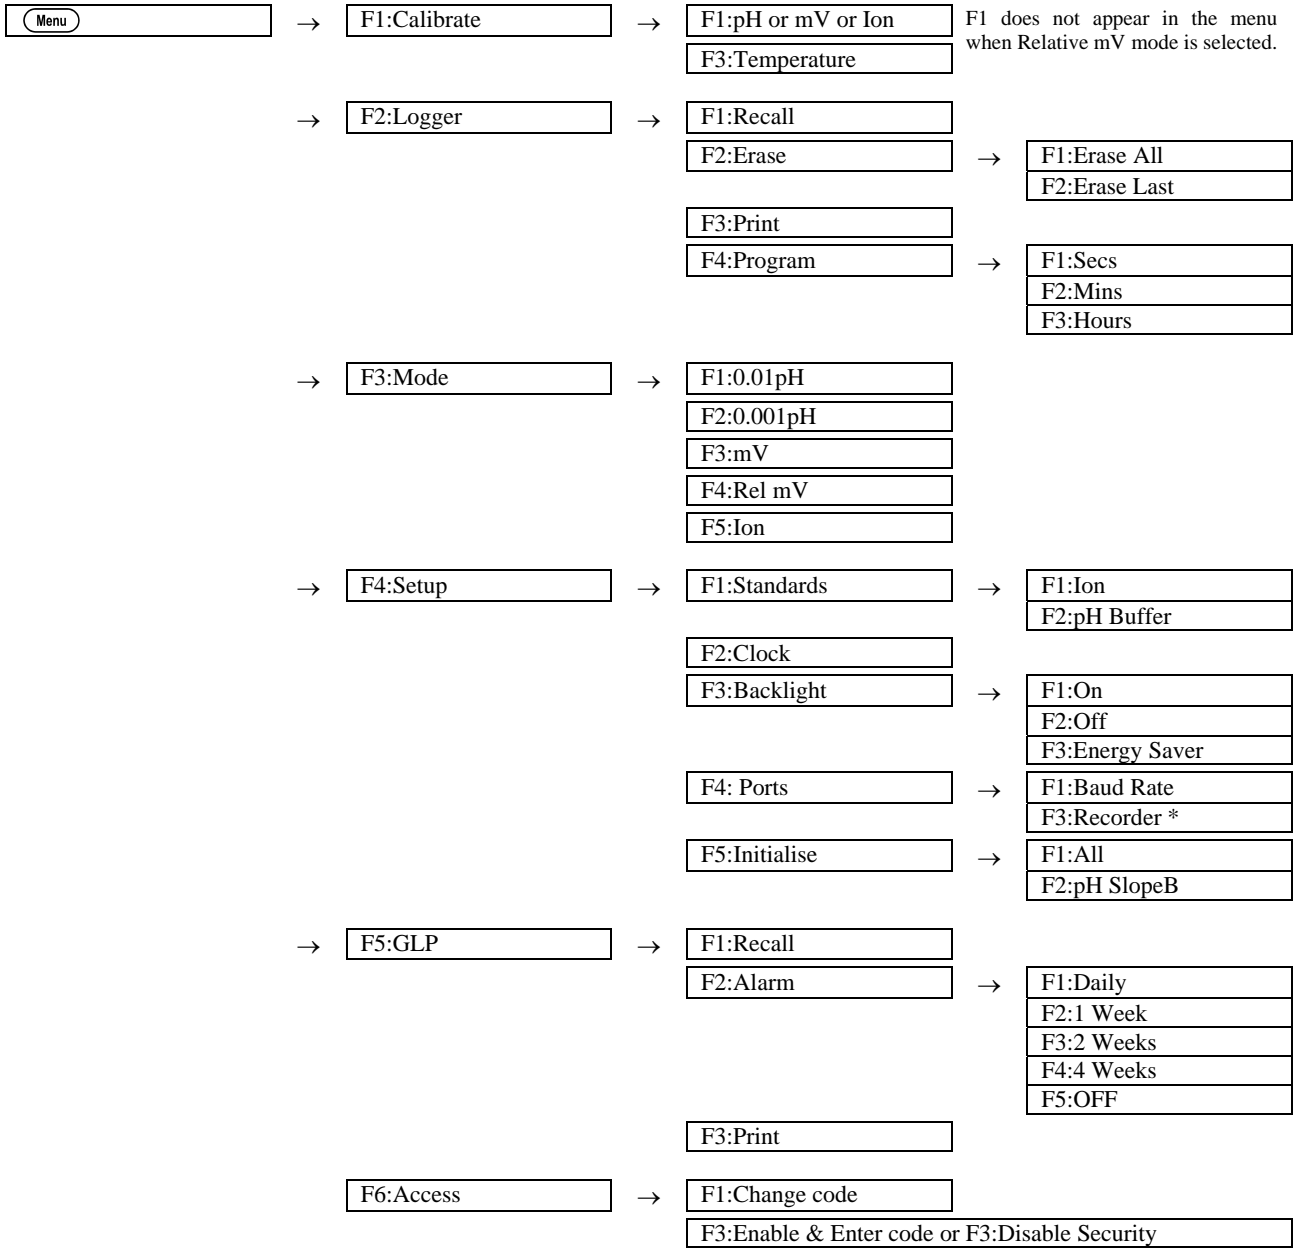 Menu → F1:Calibrate → F1:pH or mV or Ion F1 does not appear in the menu
when Relative mV mode is selected.
F3:Temperature
→ F2:Logger → F1:Recall
F2:Erase → F1:Erase All
F2:Erase Last
F3:Print
F4:Program → F1:Secs
F2:Mins
F3:Hours
→ F3:Mode → F1:0.01pH
F2:0.001pH
F3:mV
F4:Rel mV
F5:Ion
→ F4:Setup → F1:Standards → F1:Ion
F2:pH Buffer
F2:Clock
F3:Backlight → F1:On
F2:Off
F3:Energy Saver
F4: Ports → F1:Baud Rate
F3:Recorder *
F5:Initialise → F1:All
F2:pH SlopeB
→ F5:GLP → F1:Recall
F2:Alarm → F1:Daily
F2:1 Week
F3:2 Weeks
F4:4 Weeks
F5:OFF
F3:Print
F6:Access → F1:Change code
F3:Enable & Enter code or F3:Disable Security